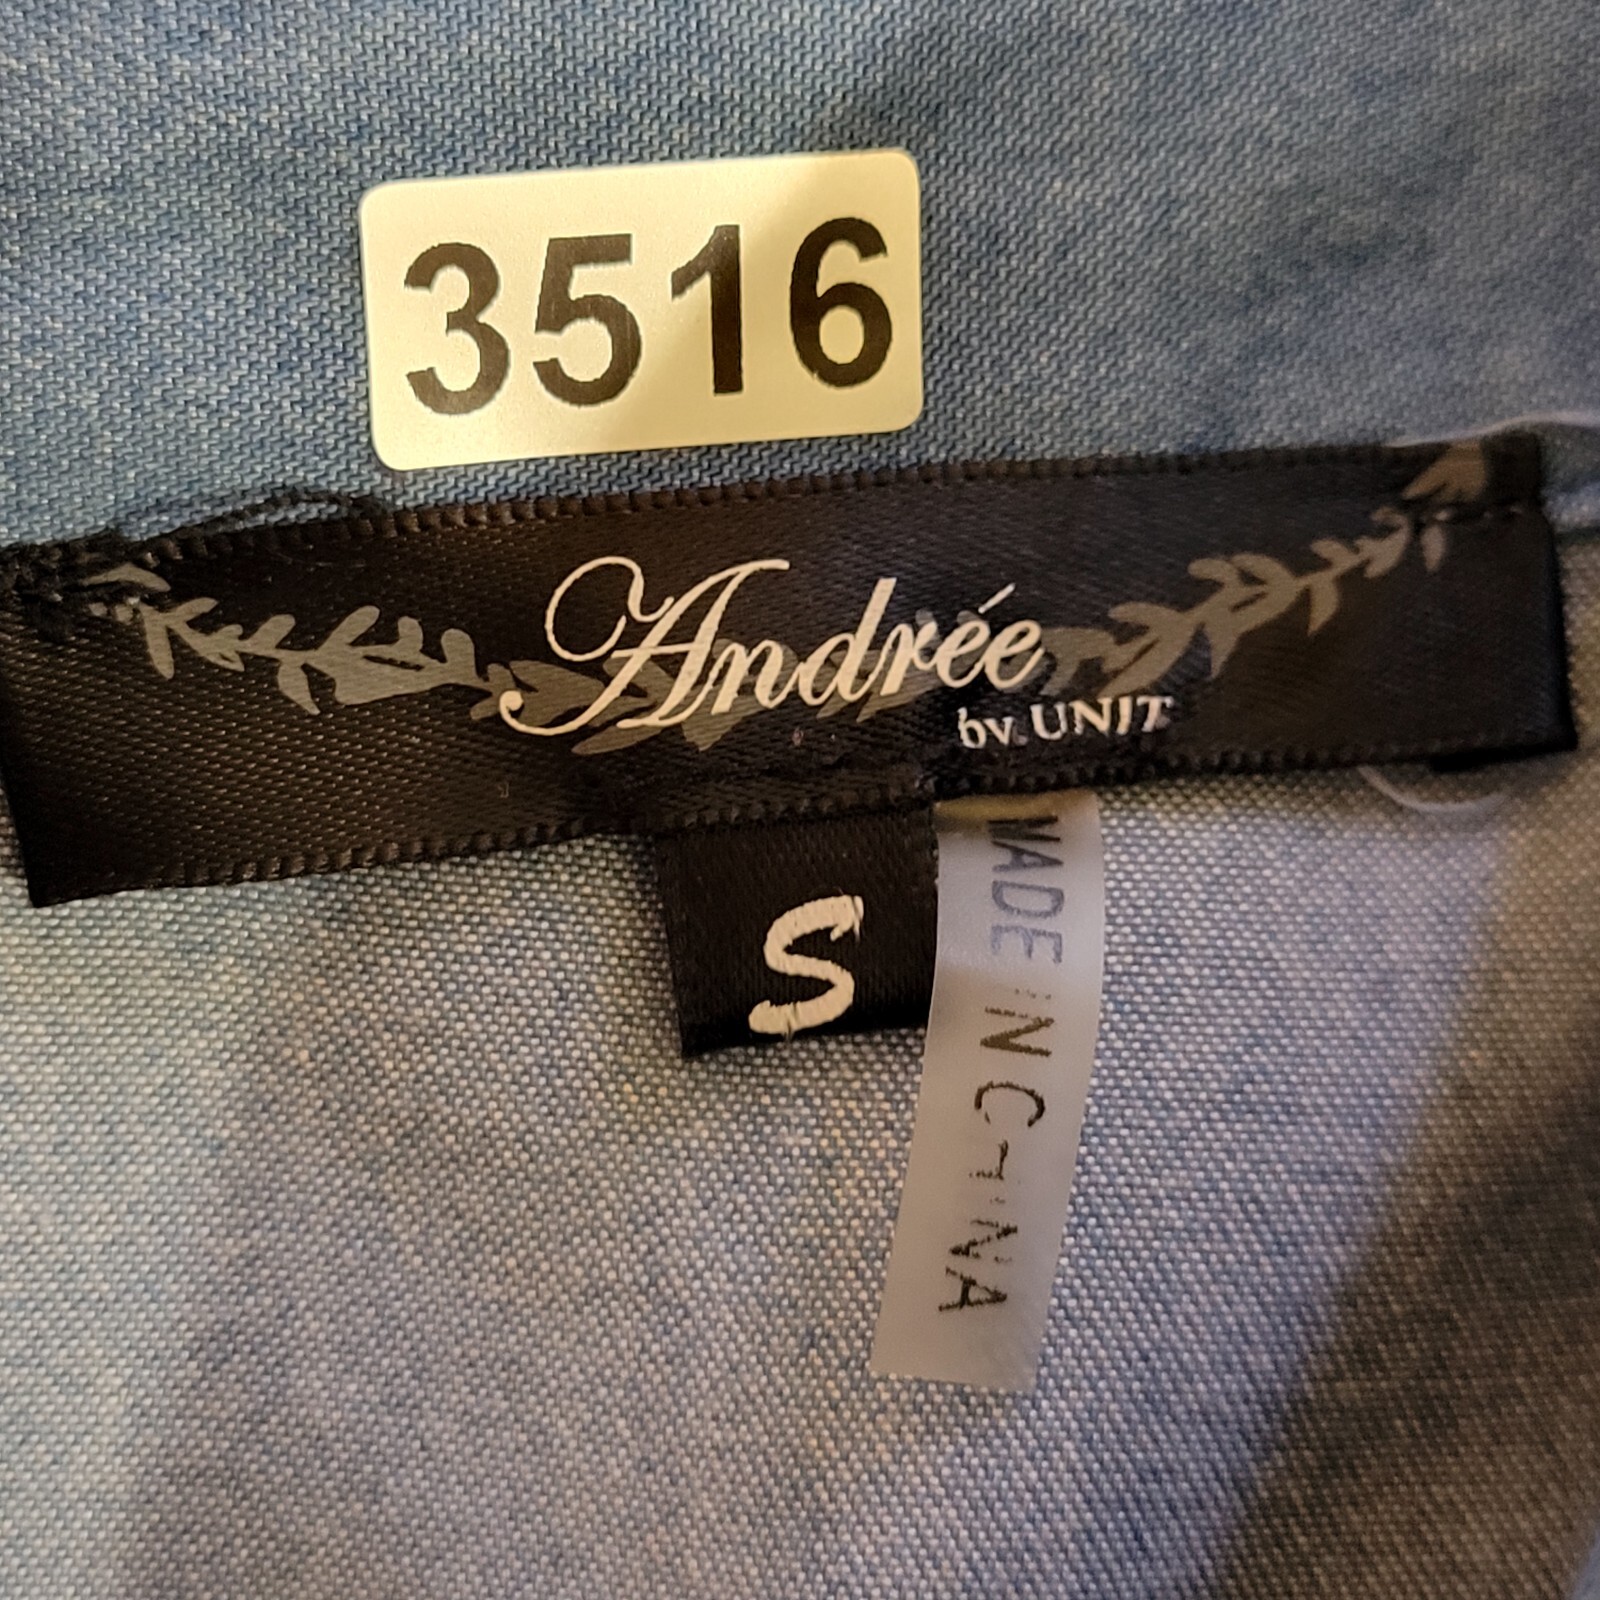 3516
Andrée
by UNIT
S
MADE IN CHINA